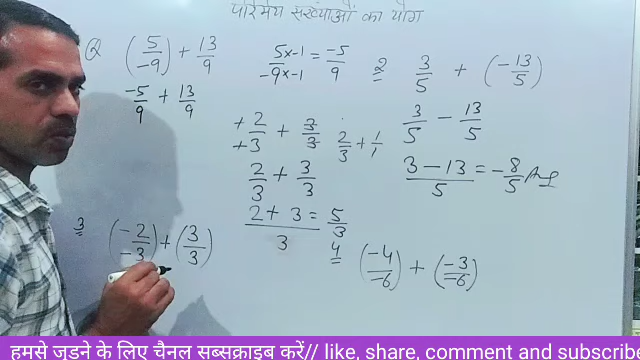 परिमेय संख्याओं का योग
Q (5/-9) + 13/9
-5/9 + 13/9
5×-1/-9×-1 = -5/9
2 3/5 + (-13/5)
3/5 - 13/5
3 - 13/5 = -8/5 Ans
+2/+3 + 3/3
2/3 + 1/1
2/3 + 3/3
2 + 3/3 = 5/3
3 (-2/-3) + (3/3)
4 (-4/-6) + (-3/-6)
हमसे जुडने के लिए चैनल सब्सक्राइब करें// like, share, comment and subscrib